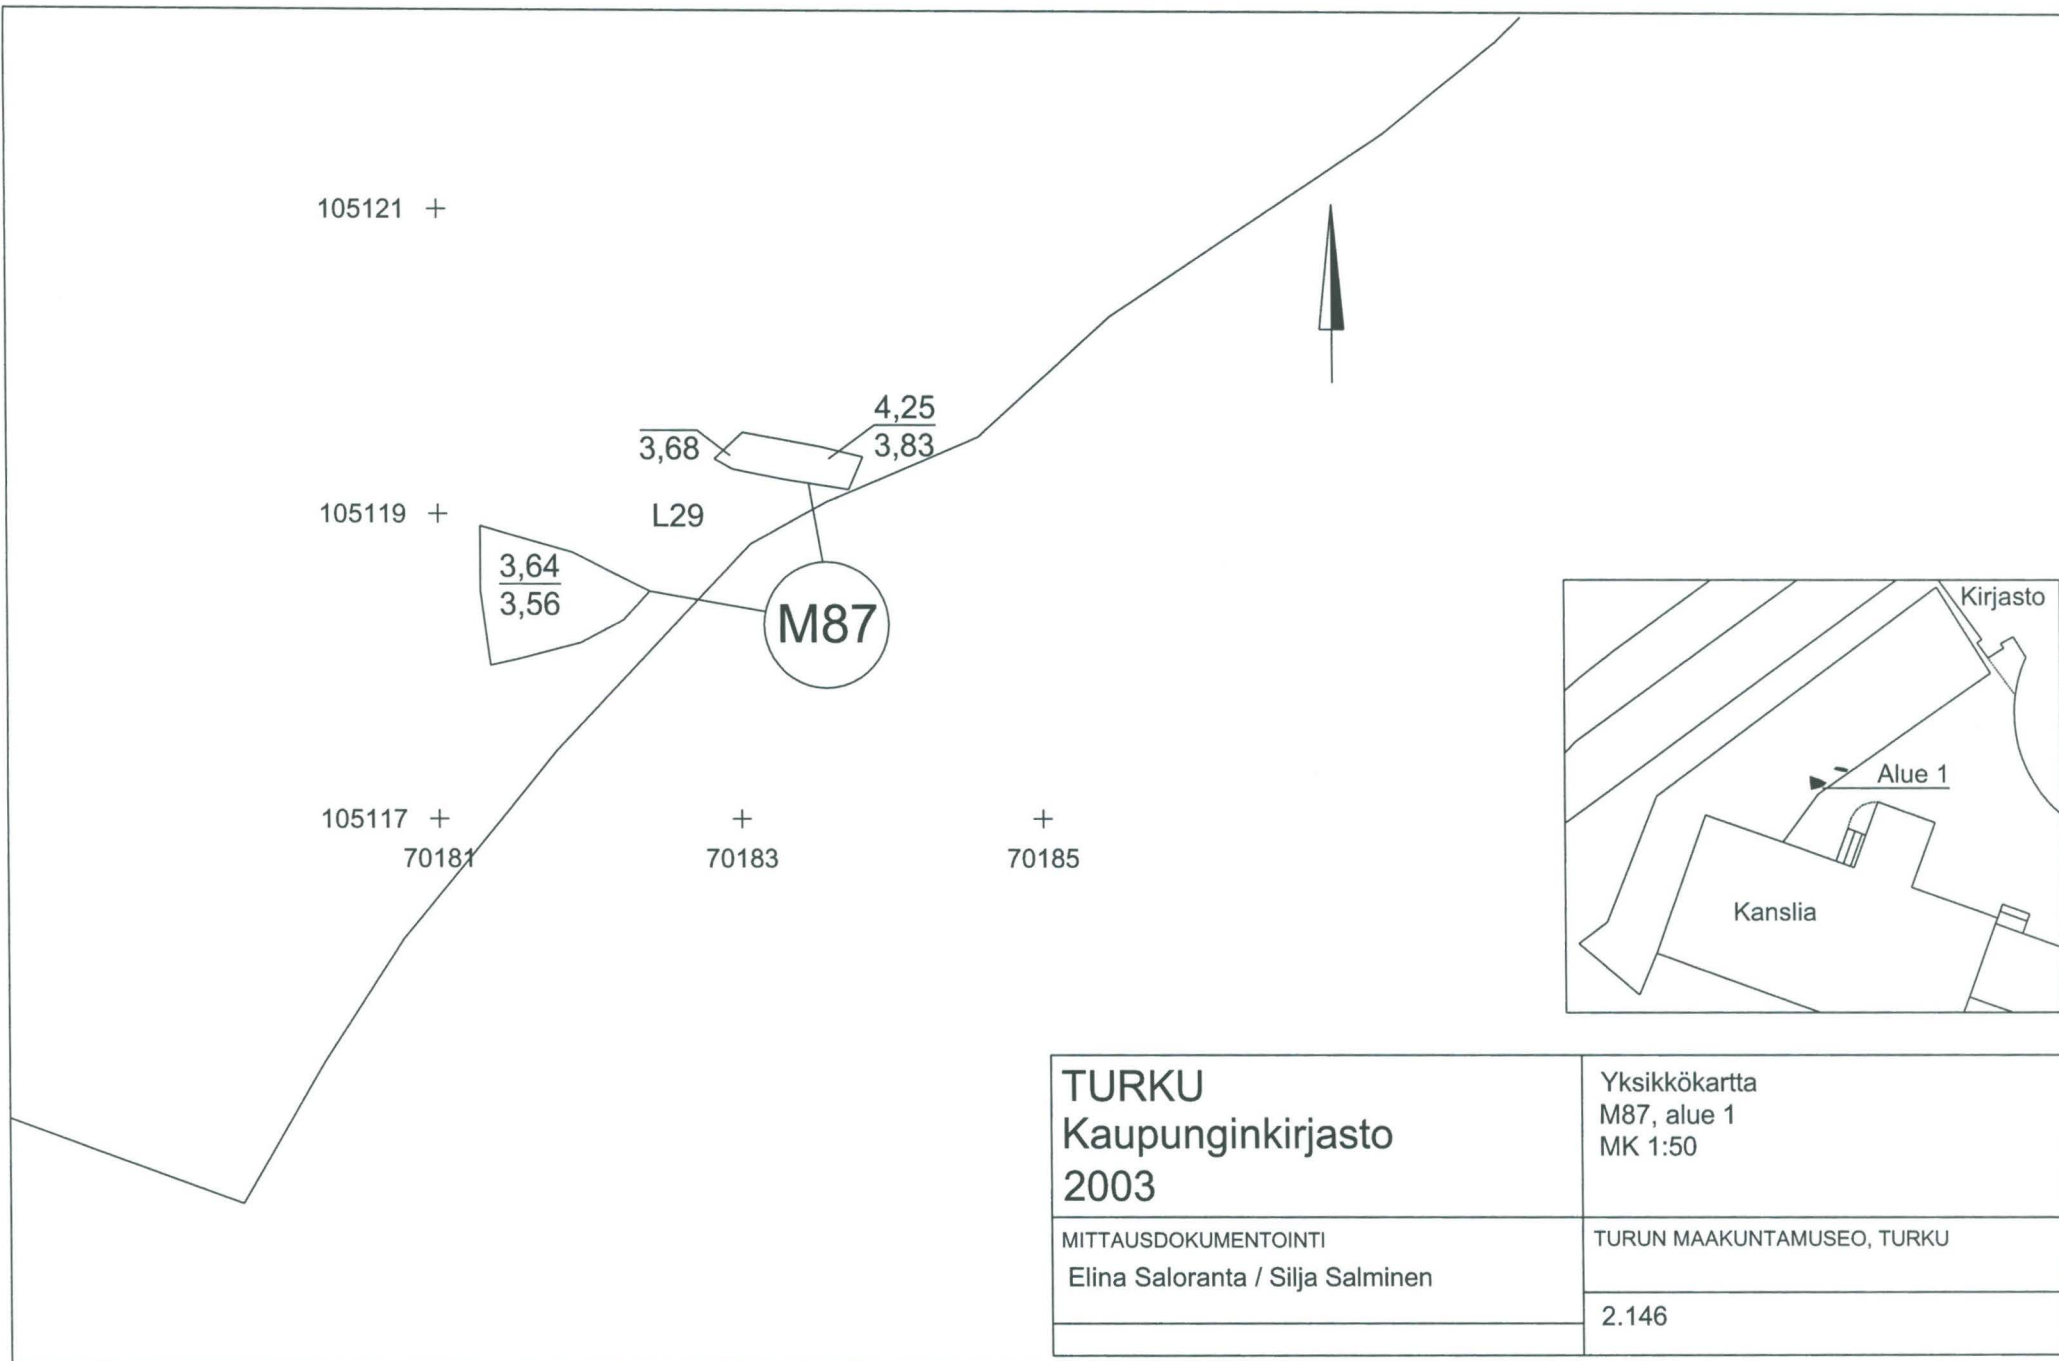 105121
4,25
3,68
3,83
105119
L29
3,64
3,56
M87
105117
70181
70183
70185
Kirjasto
Alue 1
Kanslia
TURKU
Kaupunginkirjasto
2003
Yksikkökartta
M87, alue 1
MK 1:50
MITTAUSDOKUMENTOINTI
Elina Saloranta / Silja Salminen
TURUN MAAKUNTAMUSEO, TURKU
2.146